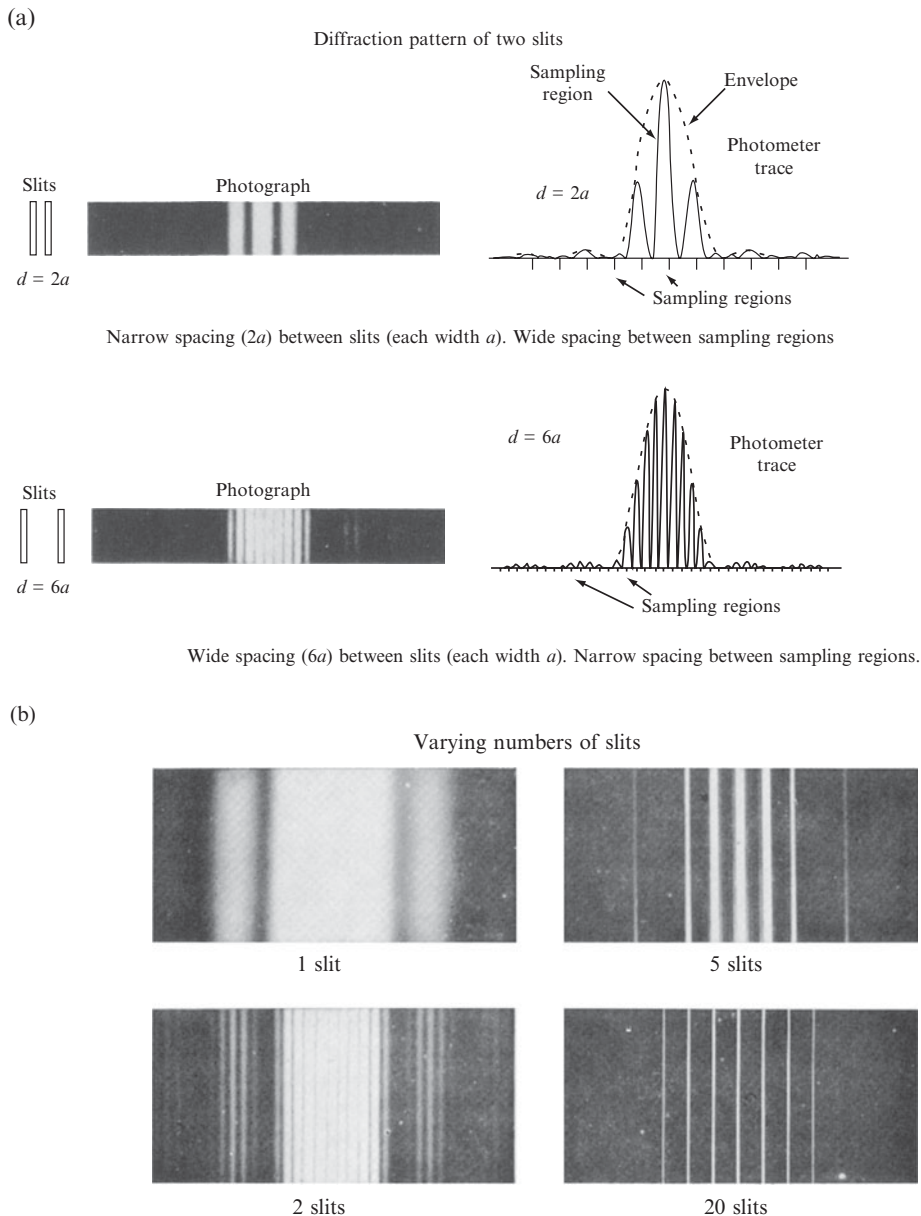 (a)
Diffraction pattern of two slits
Sampling
region
Envelope
Photometer
trace
Slits
Photograph
d = 2a
d = 2a
Sampling regions
Narrow spacing (2a) between slits (each width a). Wide spacing between sampling regions
d = 6a
Photometer
trace
Slits
Photograph
d = 6a
Sampling regions
Wide spacing (6a) between slits (each width a). Narrow spacing between sampling regions.
(b)
Varying numbers of slits
1 slit
5 slits
2 slits
20 slits